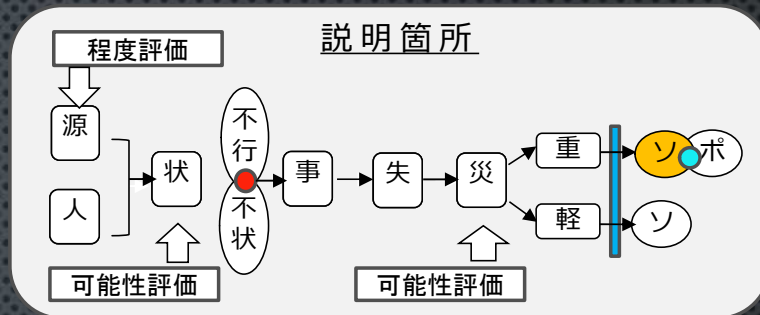 説明箇所
程度評価
源
人
状
不
行
不
状
事
失
災
重
軽
ソ
ポ
ソ
可能性評価
可能性評価